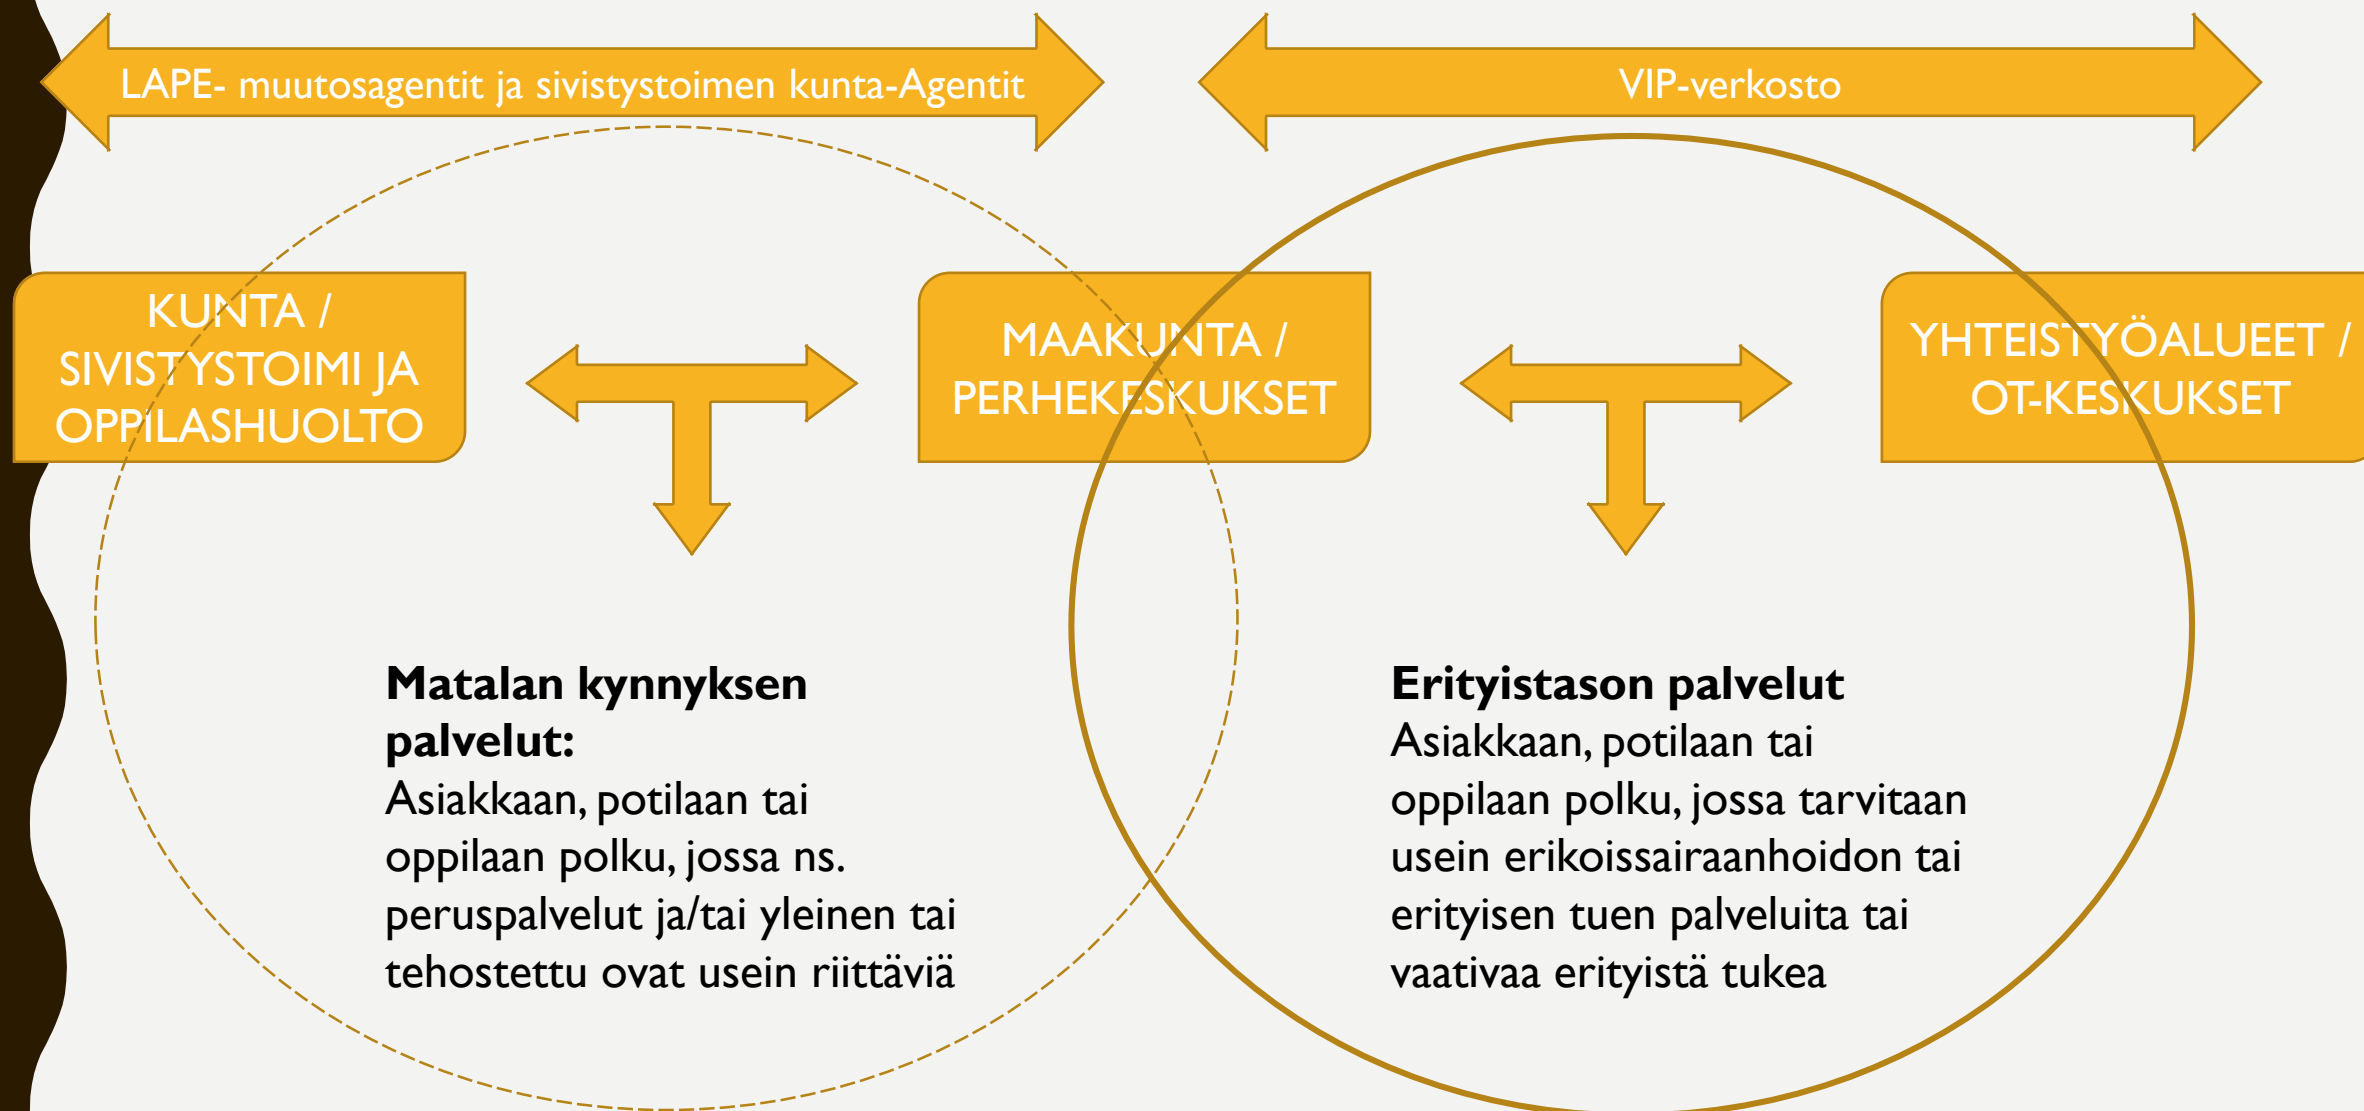 LAPE- muutosagentit ja sivistystoimen kunta-Agentit
VIP-verkosto
KUNTA /
SIVISTYSTOIMI JA
OPPILASHUOLTO
MAAKUNTA /
PERHEKESKUKSET
YHTEISTYÖALUEET /
OT-KESKUKSET
Matalan kynnyksen
palvelut:
Asiakkaan, potilaan tai
oppilaan polku, jossa ns.
peruspalvelut ja/tai yleinen tai
tehostettu ovat usein riittäviä
Erityistason palvelut
Asiakkaan, potilaan tai
oppilaan polku, jossa tarvitaan
usein erikoissairaanhoidon tai
erityisen tuen palveluita tai
vaativaa erityistä tukea